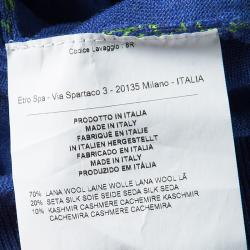 Codice Lavaggio : 8R
Etro Spa - Via Spartaco 3 - 20135 Milano - ITALIA
PRODOTTO IN ITALIA
MADE IN ITALY
FABRIQUÉ EN ITALIE
IN ITALIEN HERGESTELLT
FABRICADO EN ITALIA
MADE IN ITALY
PRODUZIDO EM ITÁLIA
70% LANA WOOL LAINE WOLLE LANA WOOL LÃ
20% SETA SILK SOIE SEIDE SEDA SILK SEDA
10% KASHMIR CASHMERE CACHEMIRE KASCHMIR
CACHEMIRA CASHMERE CASHMERE